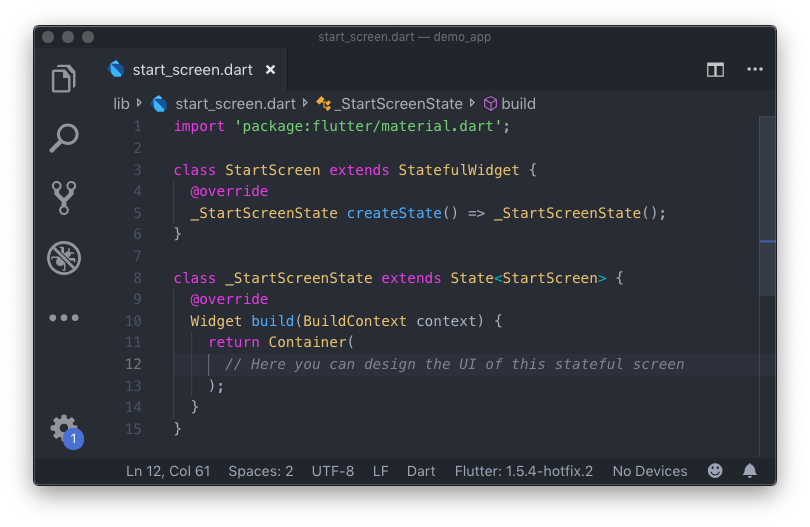 start_screen.dart — demo_app
start_screen.dart
lib start_screen.dart _StartScreenState build
1 import 'package:flutter/material.dart';
2
3 class StartScreen extends StatefulWidget {
4 @override
5 _StartScreenState createState() => _StartScreenState();
6 }
7
8 class _StartScreenState extends State<StartScreen> {
9 @override
10 Widget build(BuildContext context) {
11 return Container(
12 // Here you can design the UI of this stateful screen
13 );
14 }
15 }
1
Ln 12, Col 61 Spaces: 2 UTF-8 LF Dart Flutter: 1.5.4-hotfix.2 No Devices